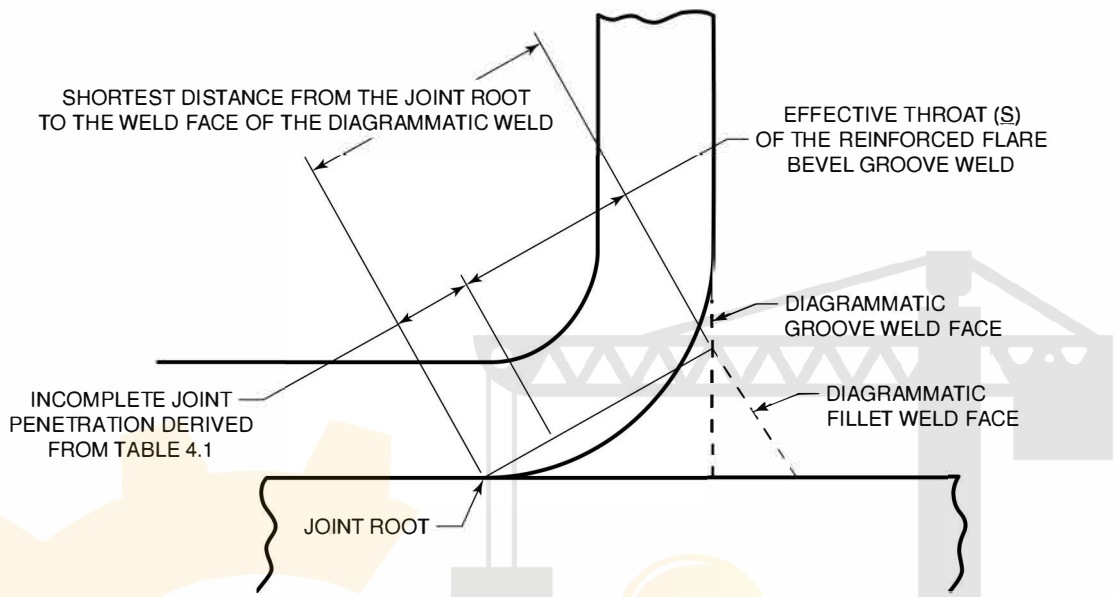 SHORTEST DISTANCE FROM THE JOINT ROOT
TO THE WELD FACE OF THE DIAGRAMMATIC WELD
EFFECTIVE THROAT (S)
OF THE REINFORCED FLARE
BEVEL GROOVE WELD
DIAGRAMMATIC
GROOVE WELD FACE
DIAGRAMMATIC
FILLET WELD FACE
INCOMPLETE JOINT
PENETRATION DERIVED
FROM TABLE 4.1
JOINT ROOT